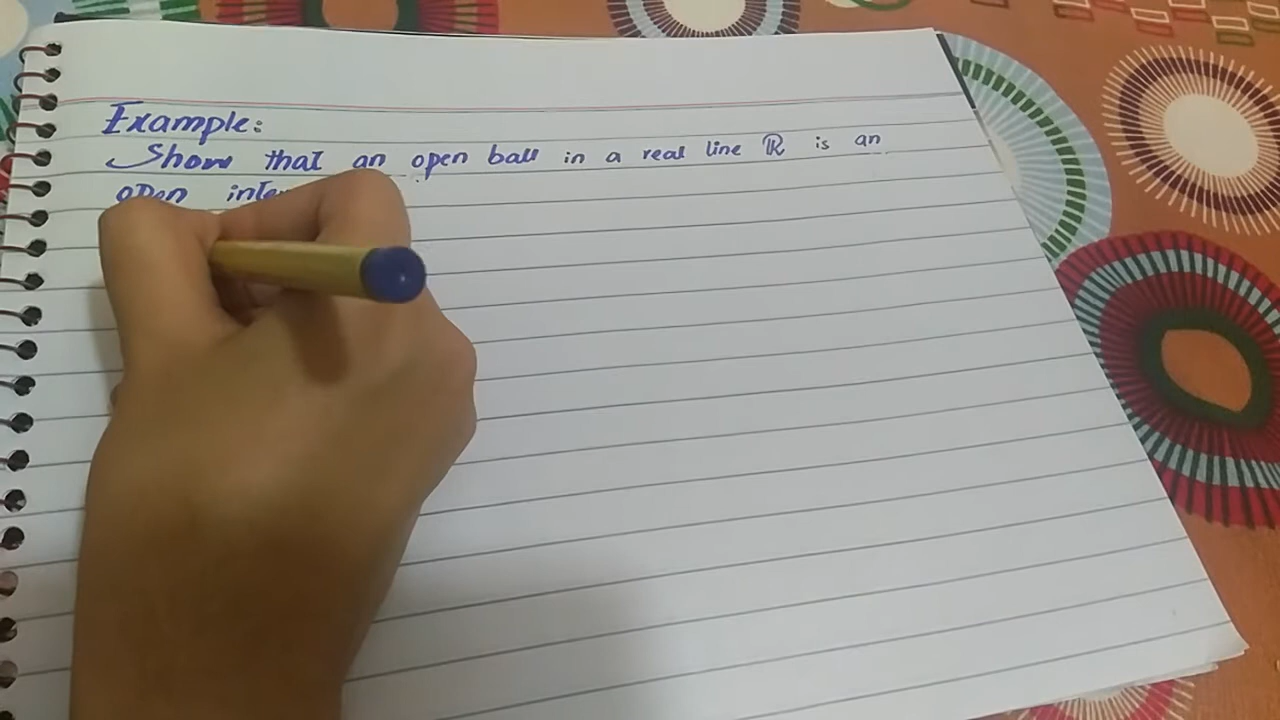 Example:
Show that an open ball in a real line ℝ is an
open